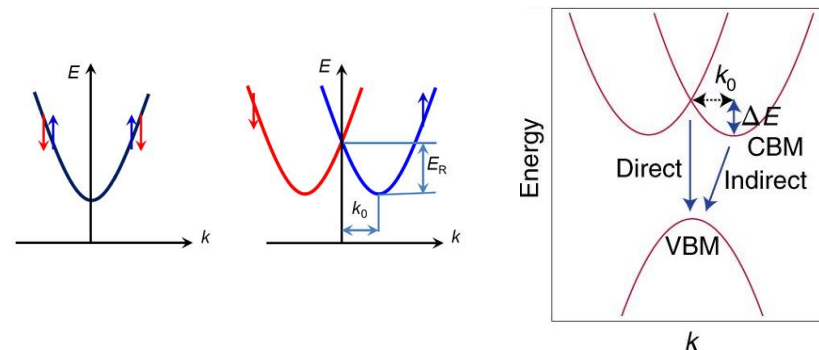 E
k
E
E_R
k_0
k
Energy
k_0
ΔE
CBM
Direct
Indirect
VBM
k